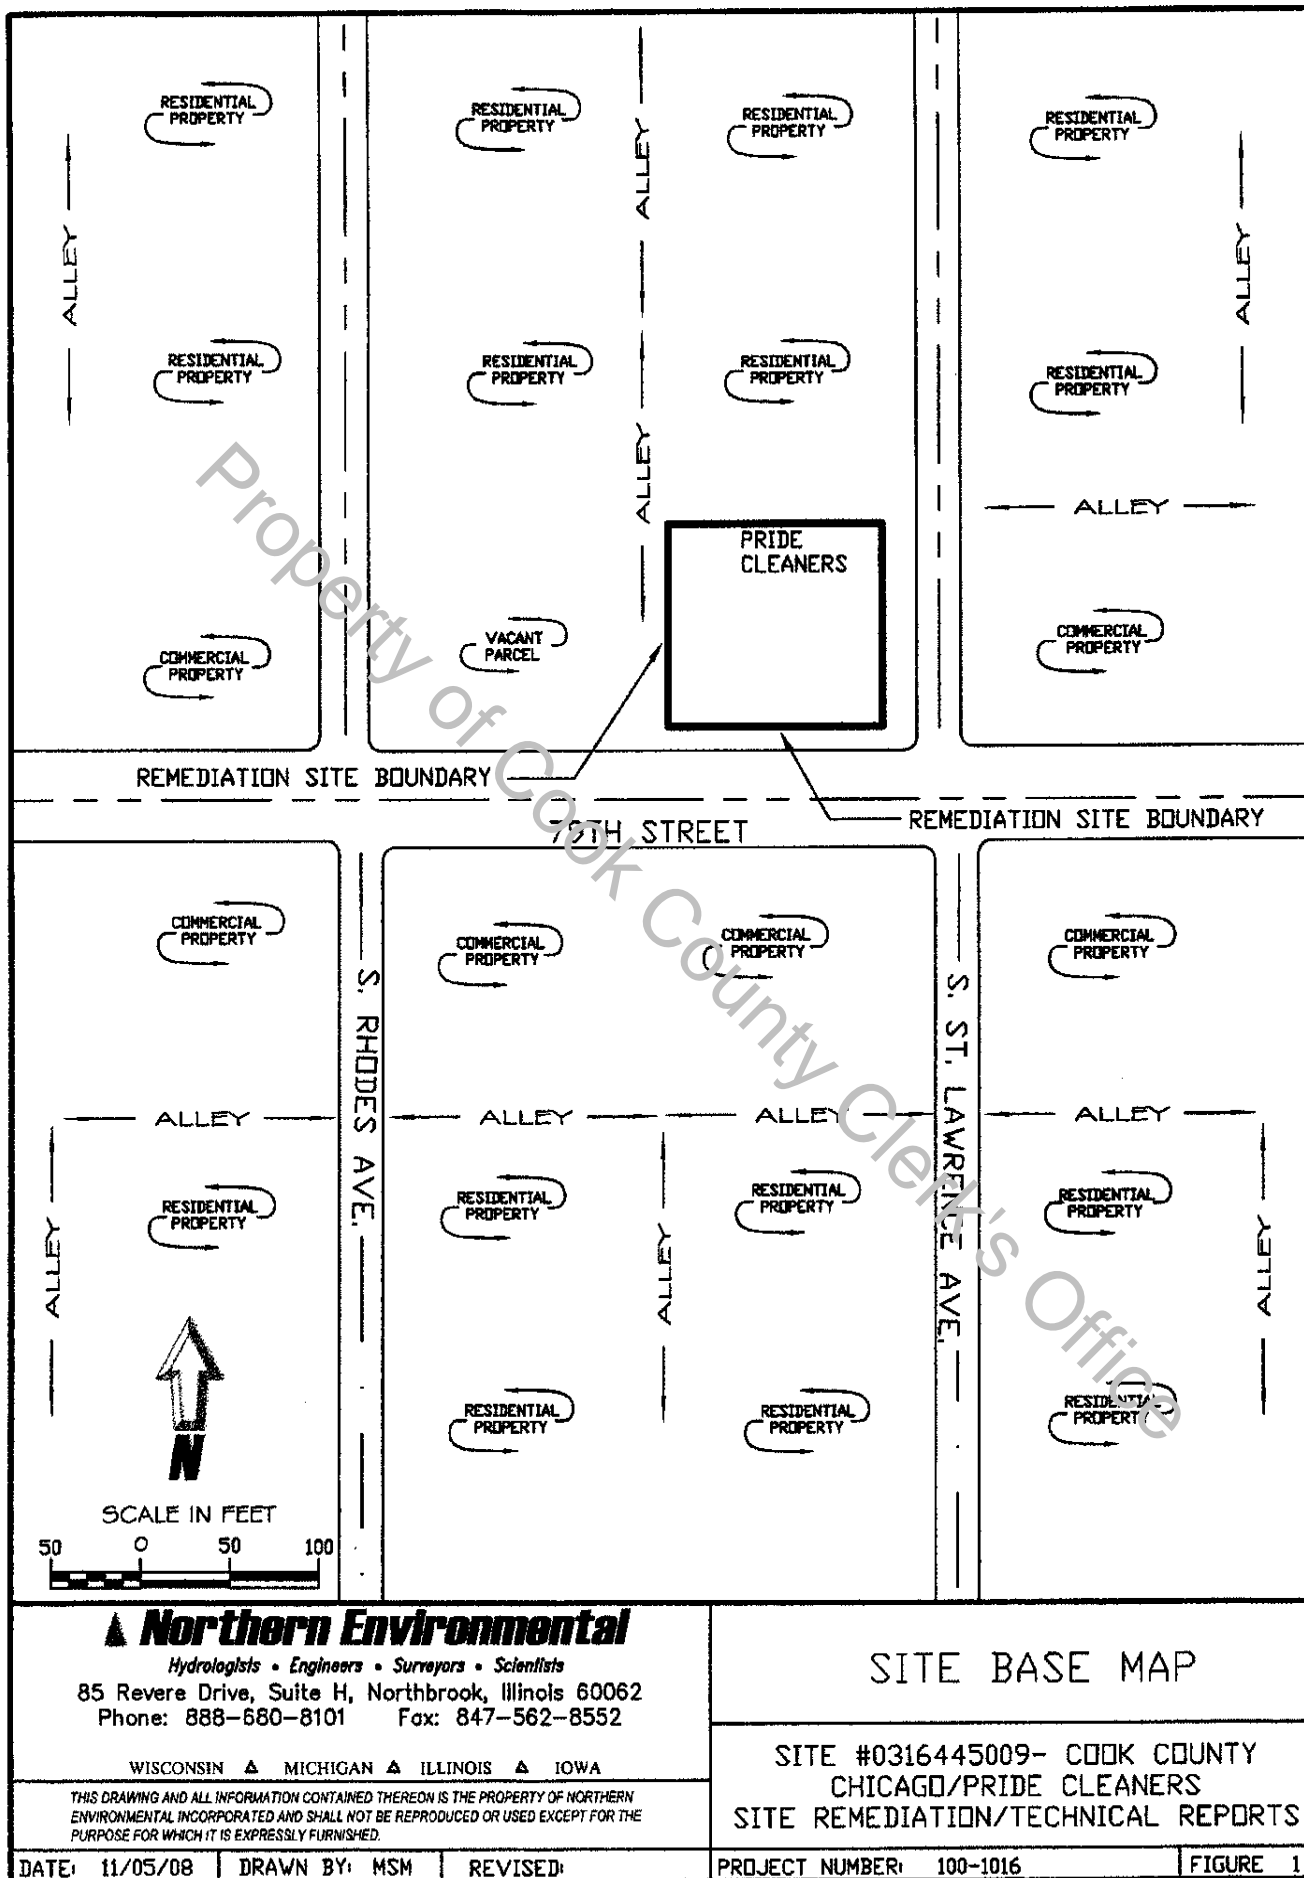 RESIDENTIAL
PROPERTY
RESIDENTIAL
PROPERTY
RESIDENTIAL
PROPERTY
RESIDENTIAL
PROPERTY
ALLEY
ALLEY
ALLEY
RESIDENTIAL
PROPERTY
RESIDENTIAL
PROPERTY
RESIDENTIAL
PROPERTY
RESIDENTIAL
PROPERTY
ALLEY
ALLEY
PRIDE
CLEANERS
COMMERCIAL
PROPERTY
VACANT
PARCEL
COMMERCIAL
PROPERTY
REMEDIATION SITE BOUNDARY
REMEDIATION SITE BOUNDARY
79TH STREET
COMMERCIAL
PROPERTY
COMMERCIAL
PROPERTY
COMMERCIAL
PROPERTY
COMMERCIAL
PROPERTY
S. RHODES AVE.
S. ST. LAWRENCE AVE.
ALLEY
ALLEY
ALLEY
ALLEY
RESIDENTIAL
PROPERTY
RESIDENTIAL
PROPERTY
RESIDENTIAL
PROPERTY
RESIDENTIAL
PROPERTY
ALLEY
ALLEY
ALLEY
RESIDENTIAL
PROPERTY
RESIDENTIAL
PROPERTY
RESIDENTIAL
PROPERTY
N
SCALE IN FEET
50 0 50 100
Property of Cook County Clerk's Office
Northern Environmental
Hydrologists • Engineers • Surveyors • Scientists
85 Revere Drive, Suite H, Northbrook, Illinois 60062
Phone: 888-680-8101 Fax: 847-562-8552
WISCONSIN ▲ MICHIGAN ▲ ILLINOIS ▲ IOWA
THIS DRAWING AND ALL INFORMATION CONTAINED THEREON IS THE PROPERTY OF NORTHERN
ENVIRONMENTAL INCORPORATED AND SHALL NOT BE REPRODUCED OR USED EXCEPT FOR THE
PURPOSE FOR WHICH IT IS EXPRESSLY FURNISHED.
DATE: 11/05/08 DRAWN BY: MSM REVISED:
SITE BASE MAP
SITE #0316445009- COOK COUNTY
CHICAGO/PRIDE CLEANERS
SITE REMEDIATION/TECHNICAL REPORTS
PROJECT NUMBER: 100-1016 FIGURE 1